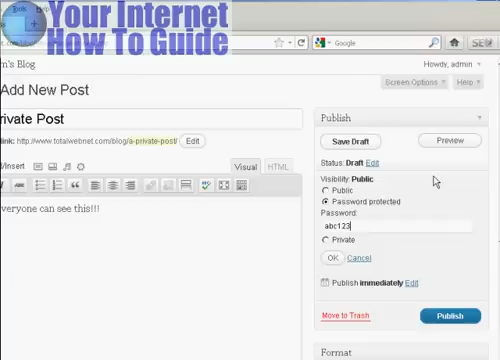 Your Internet
How To Guide
Google
m's Blog
Howdy, admin
Add New Post
Screen Options
Help
rivate Post
Publish
link: http://www.totalwebnet.com/blog/a-private-post/ Edit
Save Draft
Preview
/Insert
Visual
HTML
Status: Draft Edit
Visibility: Public
Public
Password protected
Password:
abc123
Private
OK Cancel
veryone can see this!!!
Publish immediately Edit
Move to Trash
Publish
Format